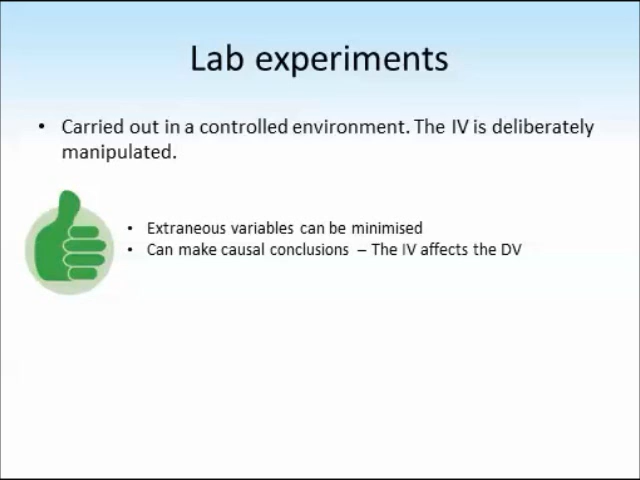 Lab experiments
• Carried out in a controlled environment. The IV is deliberately
manipulated.
• Extraneous variables can be minimised
• Can make causal conclusions – The IV affects the DV